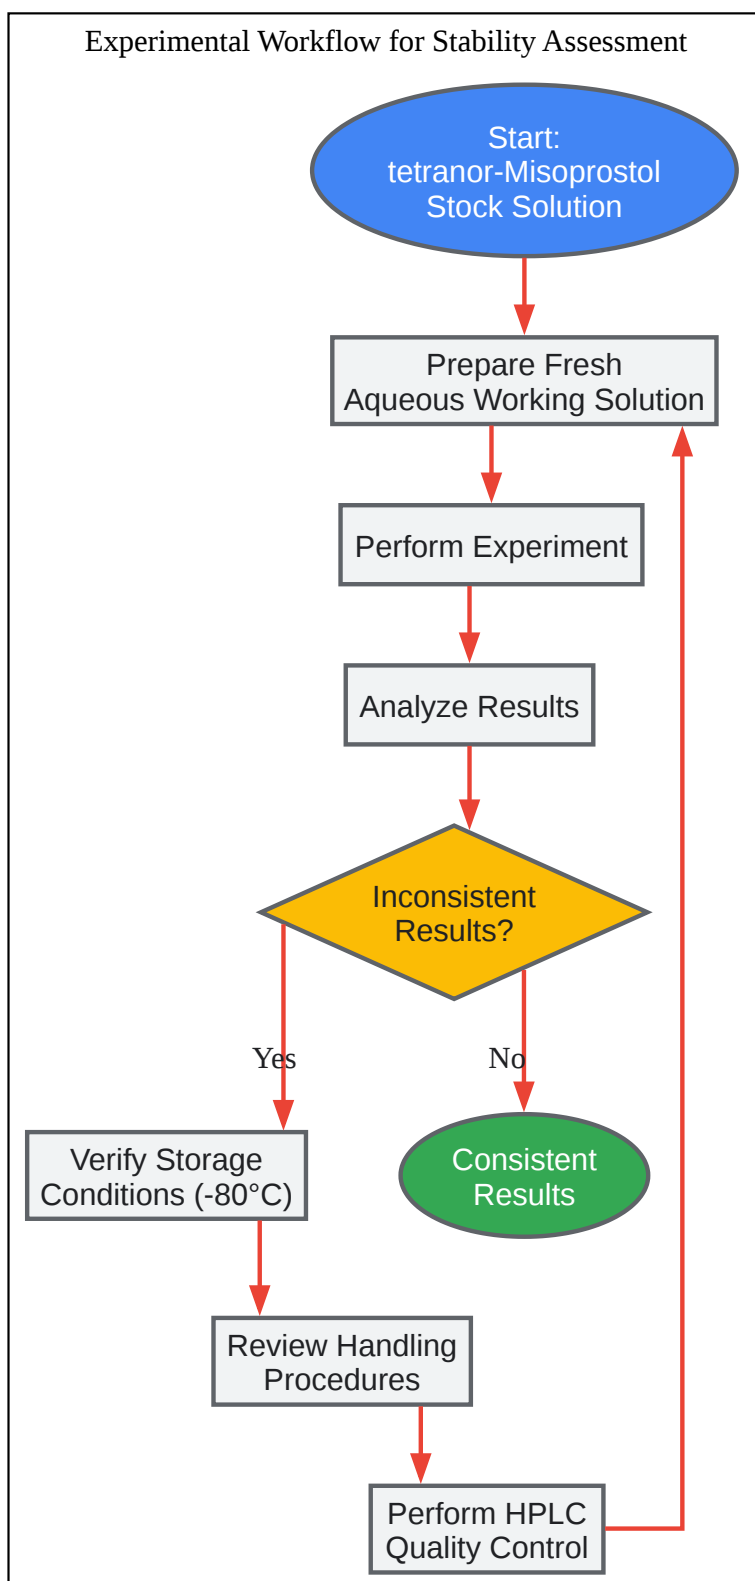 Experimental Workflow for Stability Assessment
Start:
tetranor-Misoprostol
Stock Solution
Prepare Fresh
Aqueous Working Solution
Perform Experiment
Analyze Results
Inconsistent
Results?
Yes
No
Verify Storage
Conditions (-80°C)
Consistent
Results
Review Handling
Procedures
Perform HPLC
Quality Control